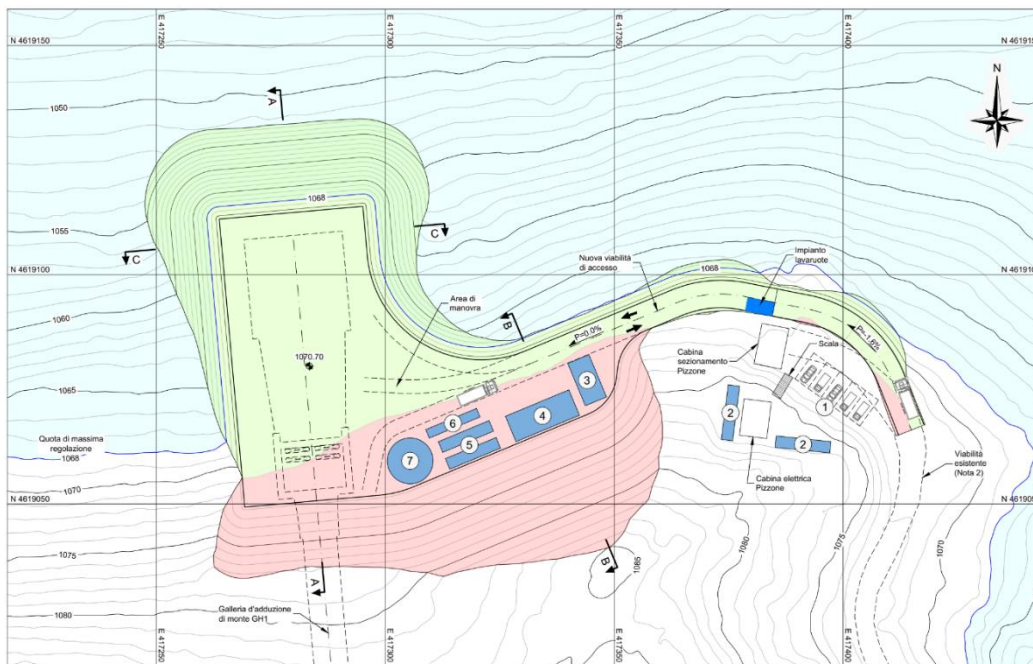 E 417250
E 417300
E 417350
E 417400
N 4619150
N 461915
N
1050
A
1068
1055
C
C
N 4619100
N 461910
Nuova viabilità
di accesso
1068
Impianto
lavaruote
Area di
manovra
B
P=0.0%
P=-1.6%
1060
1070.70
Cabina
sezionamento
Pizzone
Scala
1065
3
2
1
4
6
5
7
2
Quota di massima
regolazione
1068
Viabilità
esistente
(Nota 2)
Cabina elettrica
Pizzone
1070
N 4619050
N 461905
1075
1080
1075
1070
B
1085
A
Galleria d'adduzione
di monte GH1
1080
E 417250
E 417300
E 417350
E 417400